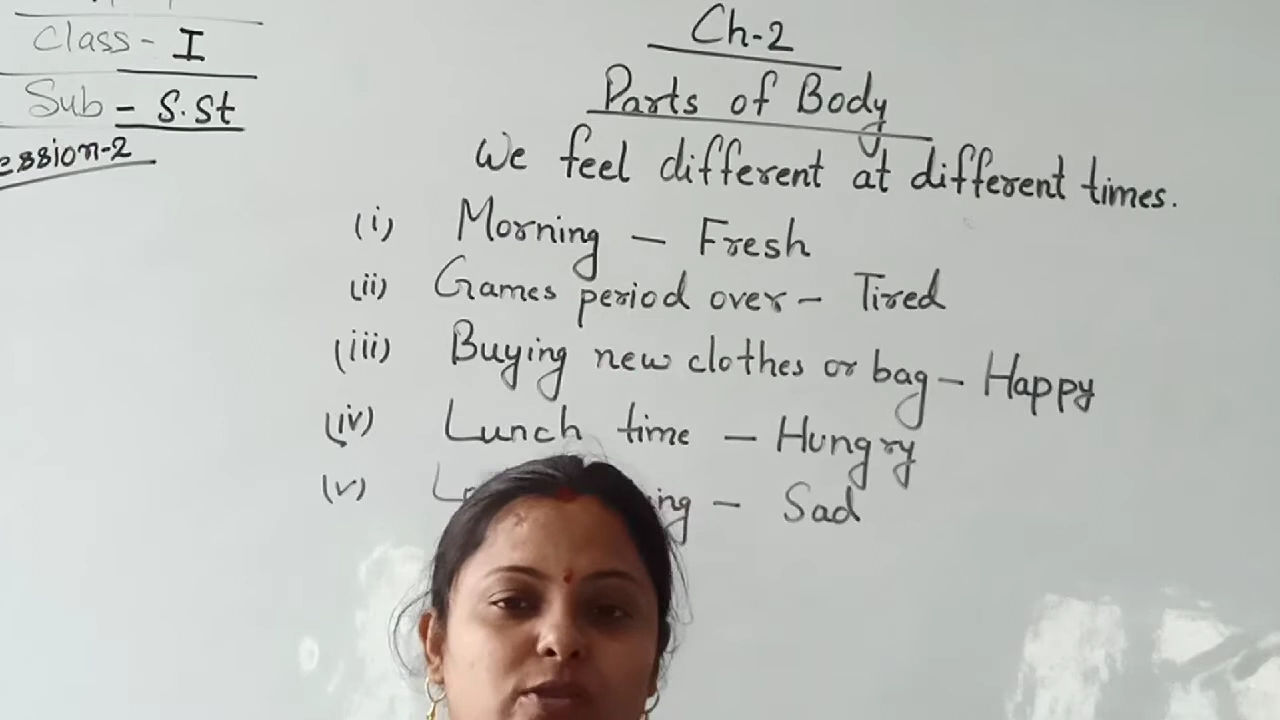 Class - I
Sub - S.St
ession-2
Ch-2
Parts of Body
We feel different at different times.
(i) Morning - Fresh
(ii) Games period over - Tired
(iii) Buying new clothes or bag - Happy
(iv) Lunch time - Hungry
(v) - Sad